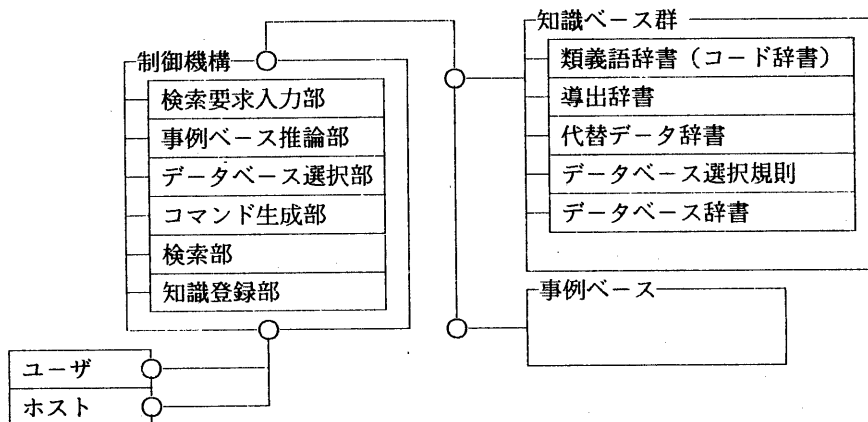 制御機構
検索要求入力部
事例ベース推論部
データベース選択部
コマンド生成部
検索部
知識登録部
ユーザ
ホスト
知識ベース群
類義語辞書（コード辞書）
導出辞書
代替データ辞書
データベース選択規則
データベース辞書
事例ベース